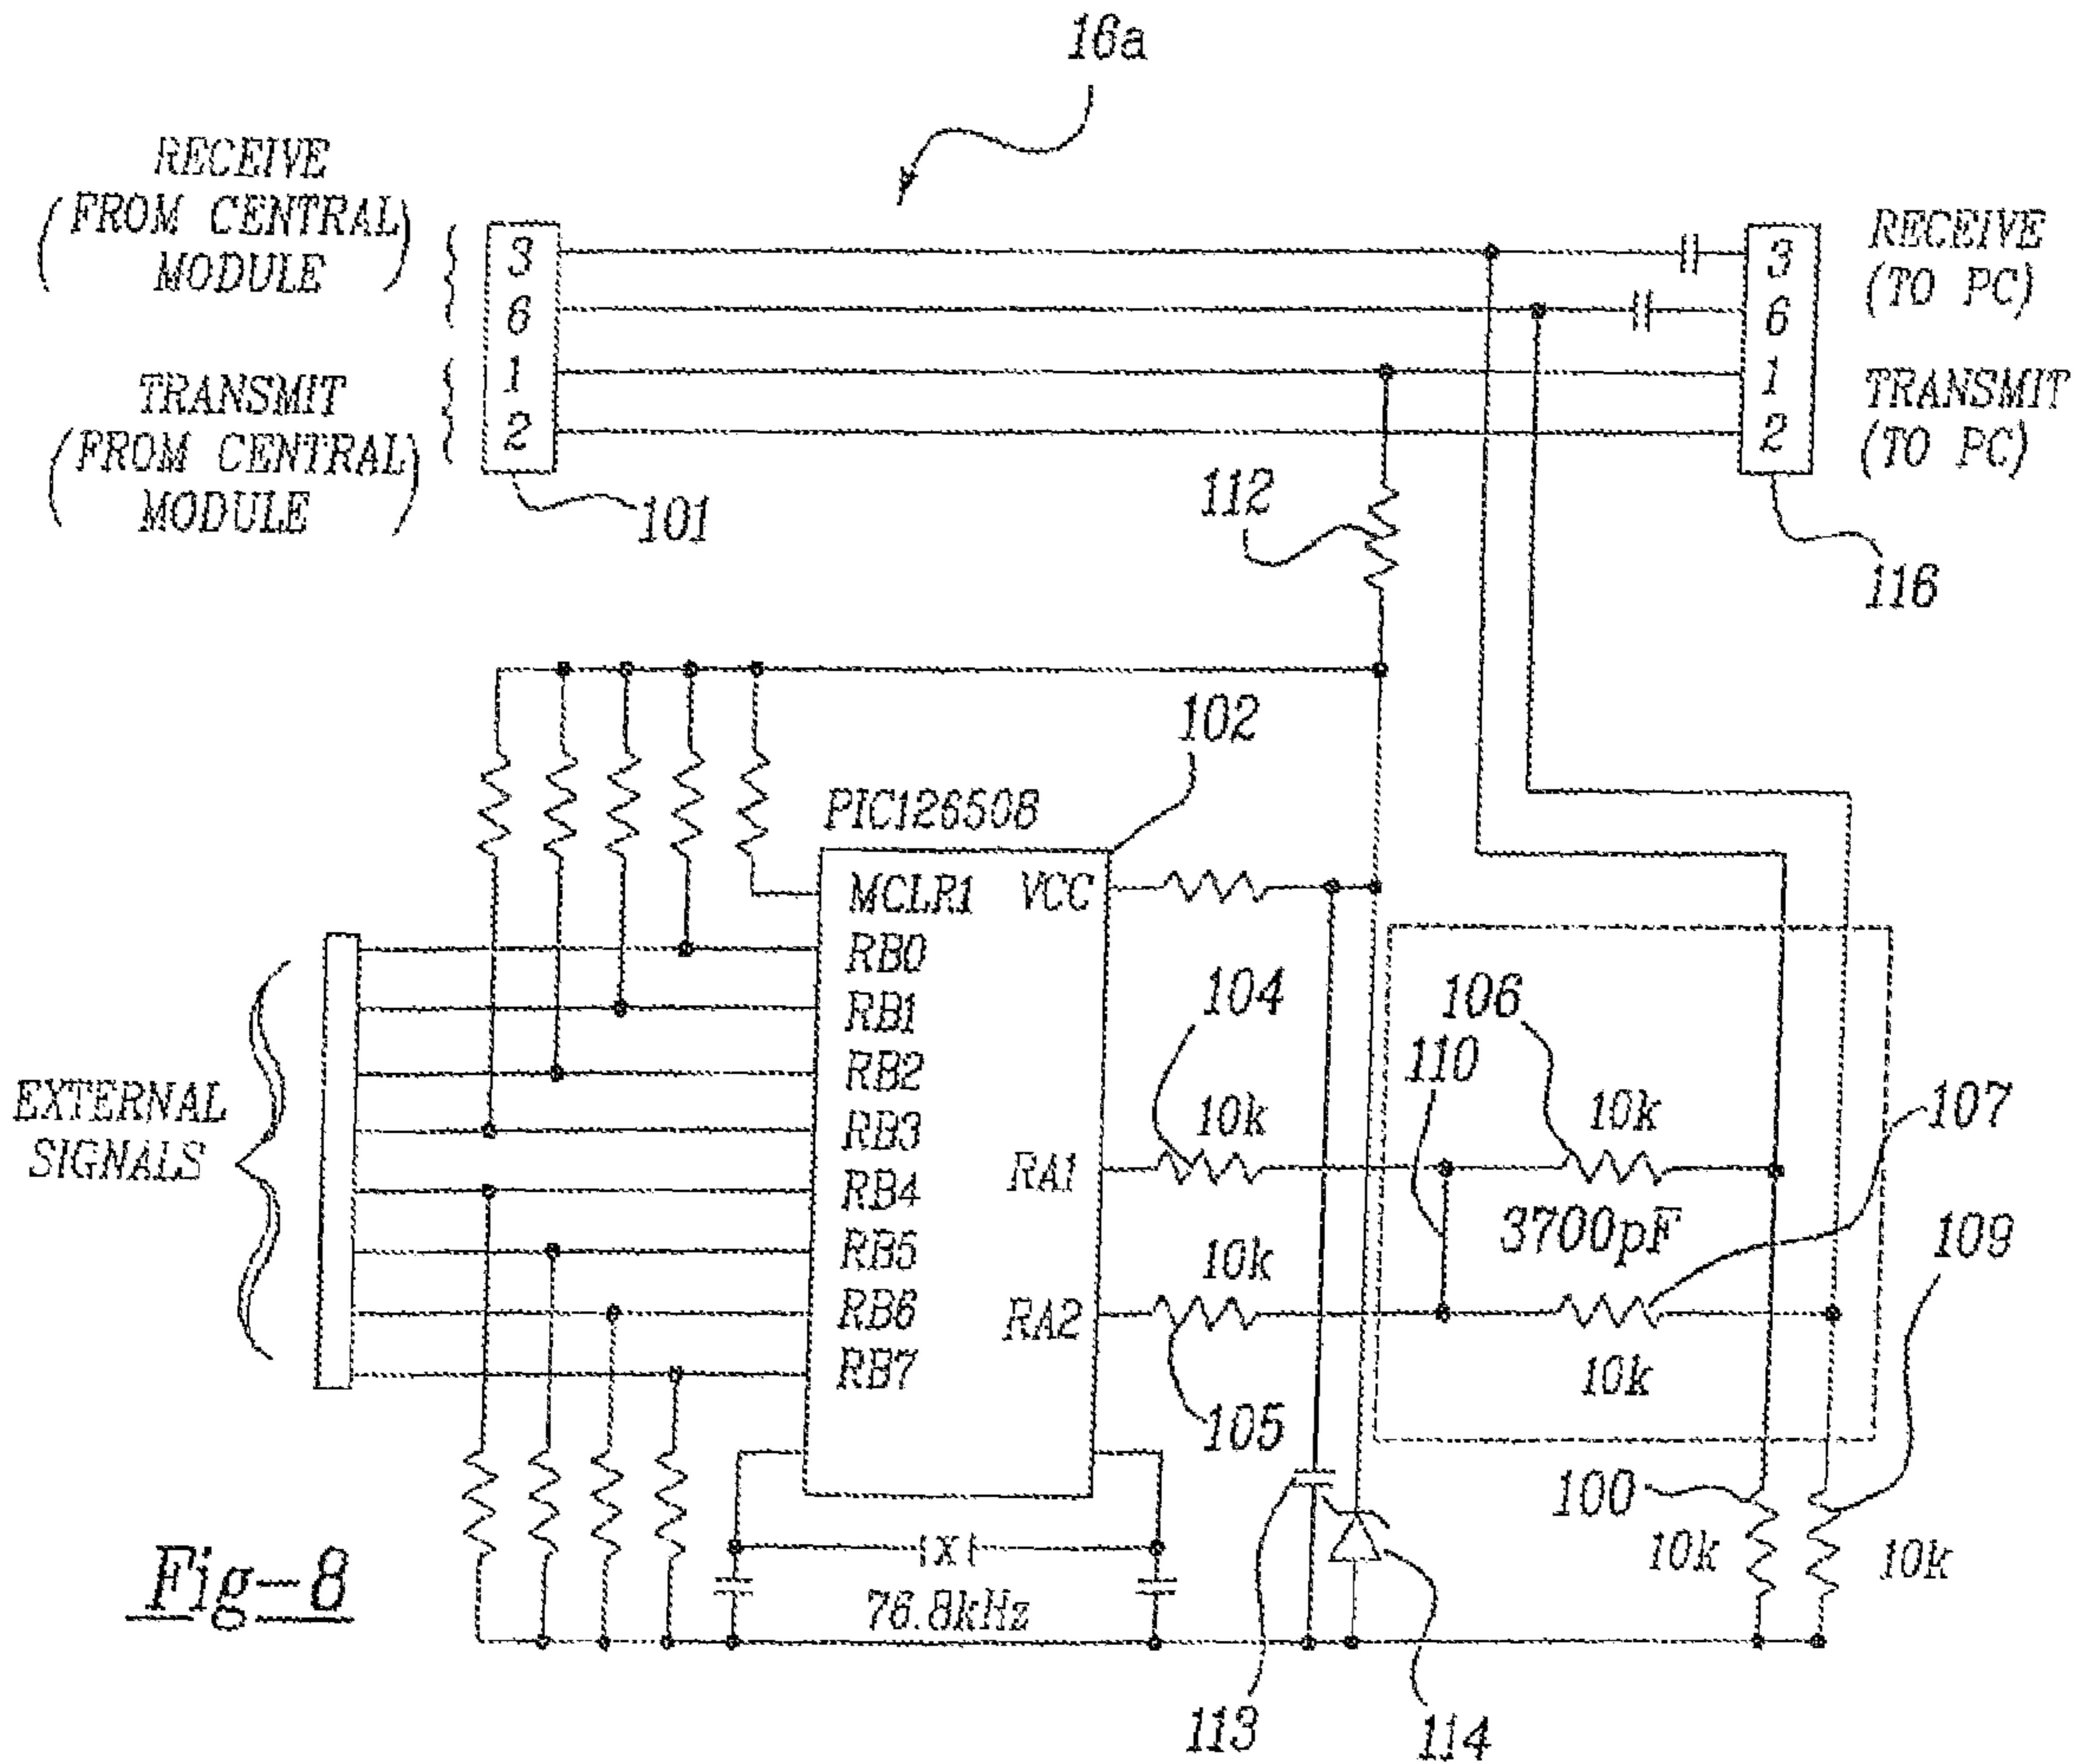 16a
RECEIVE
(FROM CENTRAL)
MODULE
3
6
1
2
TRANSMIT
(FROM CENTRAL)
MODULE
101
3
6
1
2
RECEIVE
(TO PC)
TRANSMIT
(TO PC)
116
112
102
PIC126508
MCLR1
VCC
RB0
RB1
RB2
RB3
RB4
RB5
RB6
RB7
RA1
RA2
EXTERNAL
SIGNALS
104
10k
106
110
10k
107
3700pF
109
10k
105
10k
100
10k
10k
X
76.8kHz
113
114
Fig-8